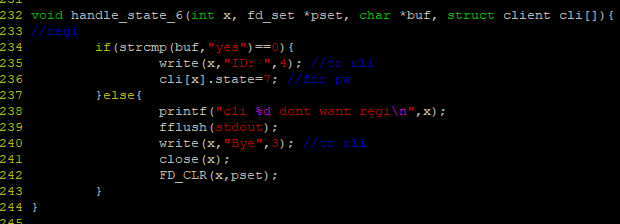 231
232 void handle_state_6(int x, fd_set *pset, char *buf, struct client cli[]){
233 //regi
234         if(strcmp(buf,"yes")==0){
235                 write(x,"ID: ",4); //to cli
236                 cli[x].state=7; //for pw
237         }else{
238                 printf("cli %d dont want regi\n",x);
239                 fflush(stdout);
240                 write(x,"Bye",3); //to cli
241                 close(x);
242                 FD_CLR(x,pset);
243         }
244 }
245